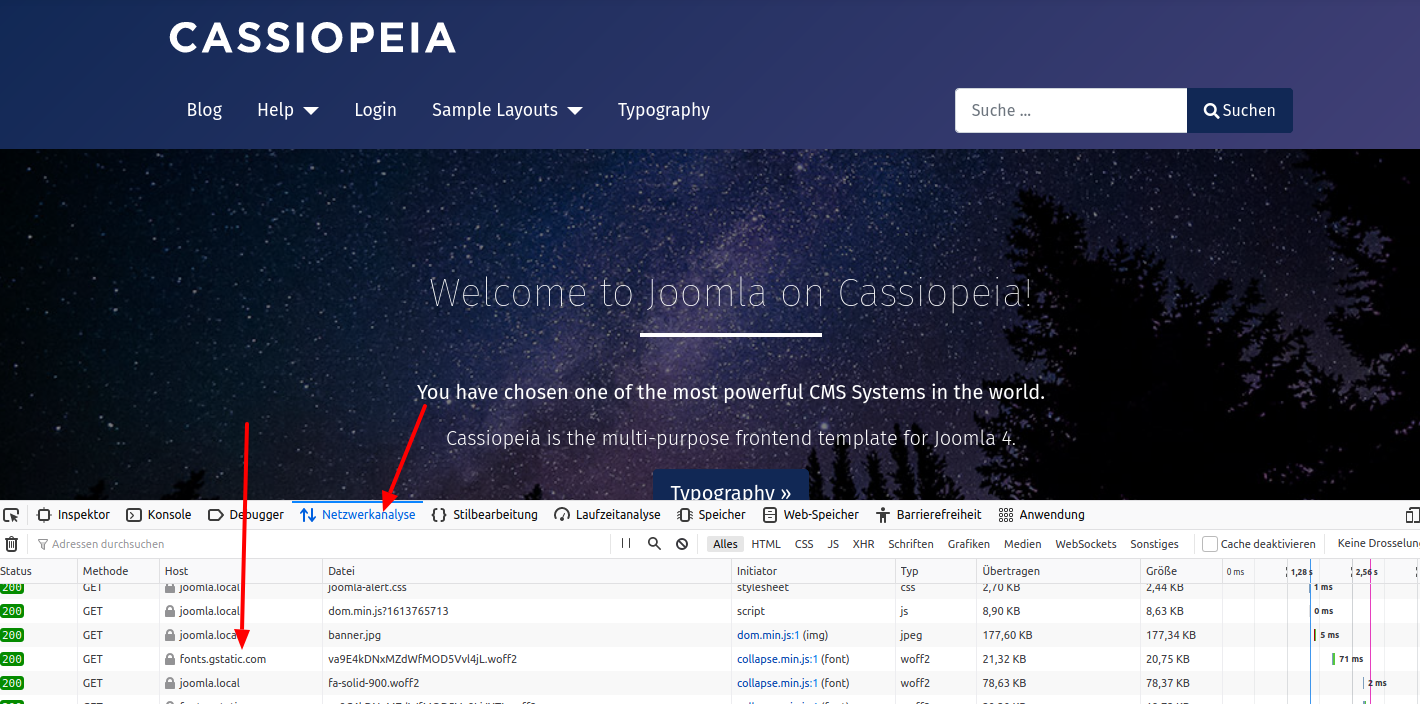 CASSIOPEIA
Blog Help Login Sample Layouts Typography Suche ... Suchen
Welcome to Joomla on Cassiopeia!
You have chosen one of the most powerful CMS Systems in the world.
Cassiopeia is the multi-purpose frontend template for Joomla 4.
Typography »
Inspektor Konsole Debugger Netzwerkanalyse Stilbearbeitung Laufzeitanalyse Speicher Web-Speicher Barrierefreiheit Anwendung
Adressen durchsuchen Alles HTML CSS JS XHR Schriften Grafiken Medien WebSockets Sonstiges Cache deaktivieren Keine Drosselung
Status Methode Host Datei Initiator Typ Übertragen Größe 0 ms 1,28 s 2,56 s
200 GET joomla.local joomla-alert.css stylesheet css 2,70 KB 2,44 KB 1 ms
200 GET joomla.local dom.min.js?1613765713 script js 8,90 KB 8,63 KB 0 ms
200 GET joomla.local banner.jpg dom.min.js:1 (img) jpeg 177,60 KB 177,34 KB 5 ms
200 GET fonts.gstatic.com va9E4kDNxMZdWfMOD5Vvl4jL.woff2 collapse.min.js:1 (font) woff2 21,32 KB 20,75 KB 71 ms
200 GET joomla.local fa-solid-900.woff2 collapse.min.js:1 (font) woff2 78,63 KB 78,37 KB 2 ms